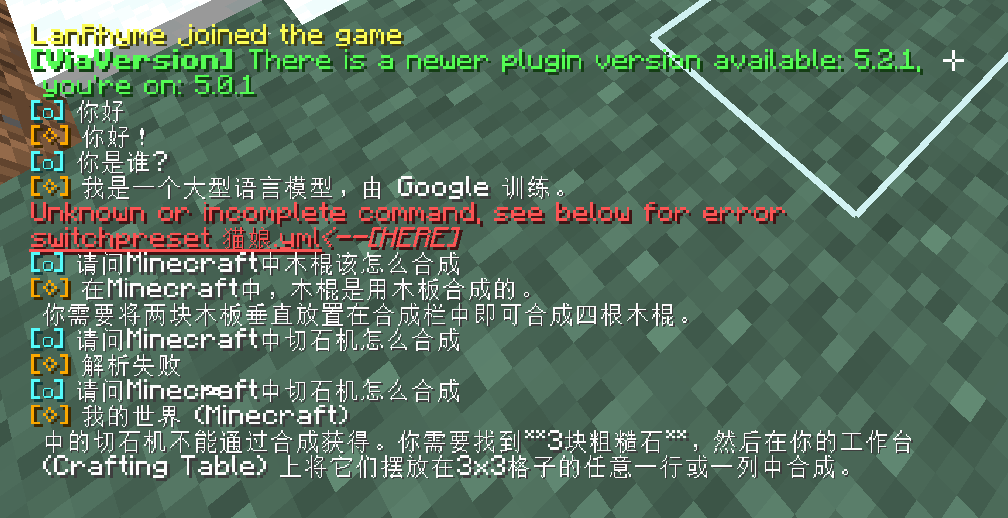 Lanfthyme joined the game
[ViaVersion] There is a newer plugin version available: 5.2.1,
you're on: 5.0.1
[○] 你好
[◇] 你好！
[○] 你是谁？
[◇] 我是一个大型语言模型，由 Google 训练。
Unknown or incomplete command, see below for error
switchpreset 猫娘.yml<--[HERE]
[○] 请问Minecraft中木棍该怎么合成
[◇] 在Minecraft中，木棍是用木板合成的。
你需要将两块木板垂直放置在合成栏中即可合成四根木棍。
[○] 请问Minecraft中切石机怎么合成
[◇] 解析失败
[○] 请问Minecraft中切石机怎么合成
[◇] 我的世界 (Minecraft)
中的切石机不能通过合成获得。你需要找到**3块粗糙石**，然后在你的工作台
(Crafting Table) 上将它们摆放在3x3格子的任意一行或一列中合成。